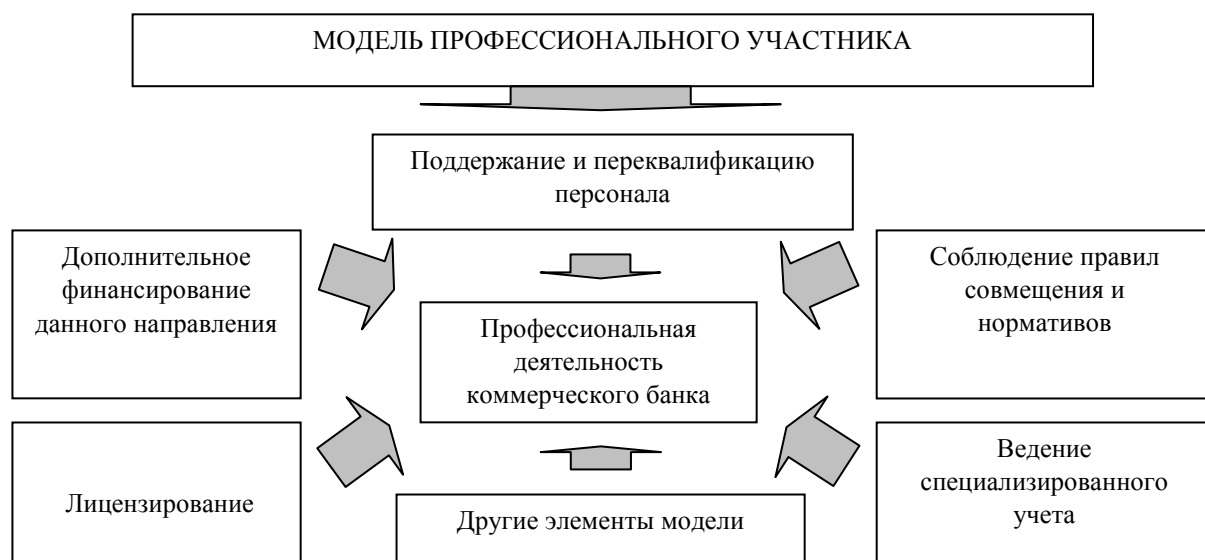 МОДЕЛЬ ПРОФЕССИОНАЛЬНОГО УЧАСТНИКА
Поддержание и переквалификацию
персонала
Дополнительное
финансирование
данного направления
Соблюдение правил
совмещения и
нормативов
Профессиональная
деятельность
коммерческого банка
Лицензирование
Другие элементы модели
Ведение
специализированного
учета